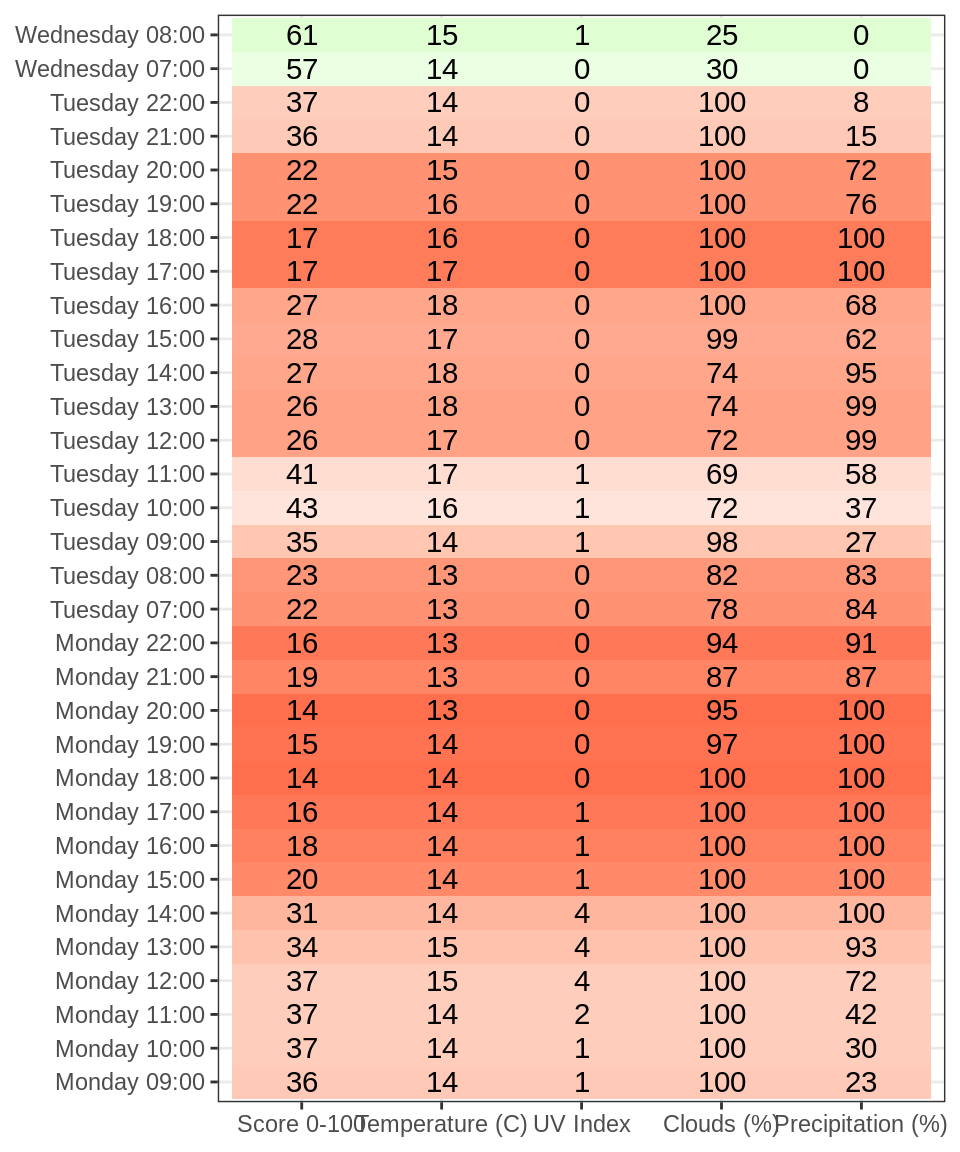 Wednesday 08:00 61 15 1 25 0
Wednesday 07:00 57 14 0 30 0
Tuesday 22:00 37 14 0 100 8
Tuesday 21:00 36 14 0 100 15
Tuesday 20:00 22 15 0 100 72
Tuesday 19:00 22 16 0 100 76
Tuesday 18:00 17 16 0 100 100
Tuesday 17:00 17 17 0 100 100
Tuesday 16:00 27 18 0 100 68
Tuesday 15:00 28 17 0 99 62
Tuesday 14:00 27 18 0 74 95
Tuesday 13:00 26 18 0 74 99
Tuesday 12:00 26 17 0 72 99
Tuesday 11:00 41 17 1 69 58
Tuesday 10:00 43 16 1 72 37
Tuesday 09:00 35 14 1 98 27
Tuesday 08:00 23 13 0 82 83
Tuesday 07:00 22 13 0 78 84
Monday 22:00 16 13 0 94 91
Monday 21:00 19 13 0 87 87
Monday 20:00 14 13 0 95 100
Monday 19:00 15 14 0 97 100
Monday 18:00 14 14 0 100 100
Monday 17:00 16 14 1 100 100
Monday 16:00 18 14 1 100 100
Monday 15:00 20 14 1 100 100
Monday 14:00 31 14 4 100 100
Monday 13:00 34 15 4 100 93
Monday 12:00 37 15 4 100 72
Monday 11:00 37 14 2 100 42
Monday 10:00 37 14 1 100 30
Monday 09:00 36 14 1 100 23
Score 0-100 Temperature (C) UV Index Clouds (%) Precipitation (%)